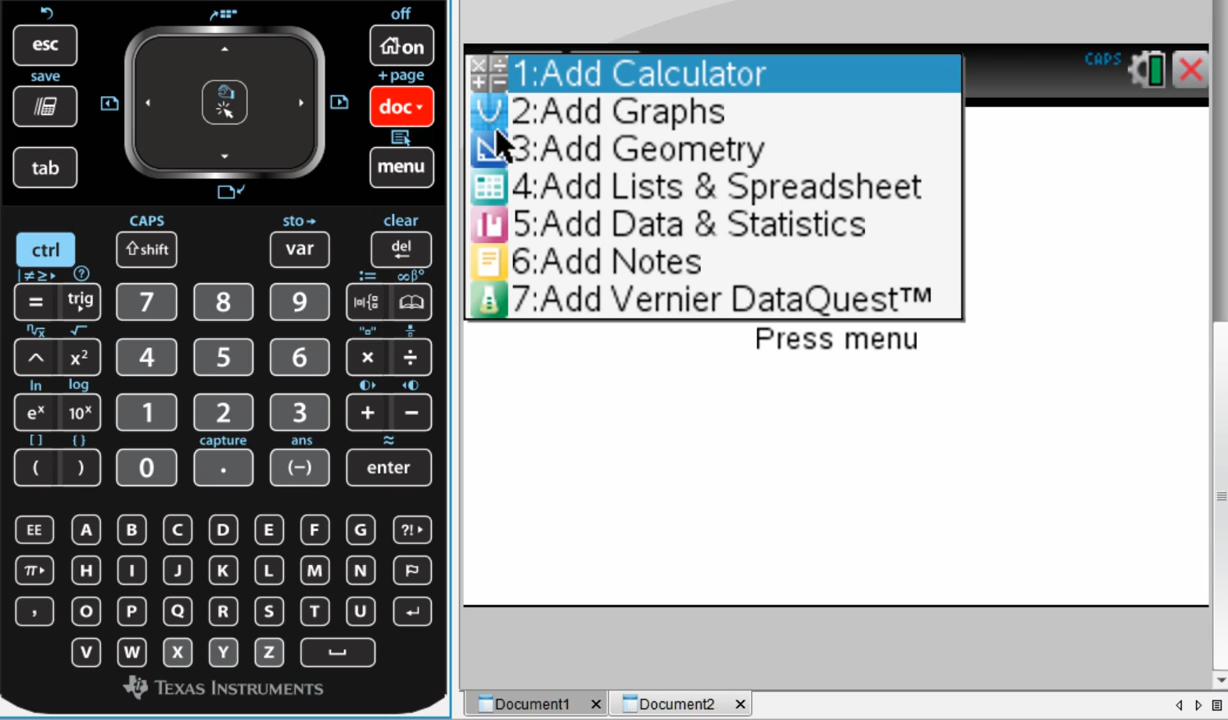 off
esc
on
save
+ page
doc
tab
menu
CAPS
sto→
clear
ctrl
⇧shift
var
del
|≠≥▸ ?
:= ∞β°
=
trig
7
8
9
|□|{
ⁿ√x √
"▫"
^
x²
4
5
6
×
÷
ln
log
eˣ
10ˣ
1
2
3
+
−
[ ]
{ }
capture
ans
≈
(
)
0
.
(−)
enter
EE
A
B
C
D
E
F
G
?!▸
π▸
H
I
J
K
L
M
N
,
O
P
Q
R
S
T
U
↵
V
W
X
Y
Z
TEXAS INSTRUMENTS
CAPS
1:Add Calculator
2:Add Graphs
3:Add Geometry
4:Add Lists & Spreadsheet
5:Add Data & Statistics
6:Add Notes
7:Add Vernier DataQuest™
Press menu
Document1
Document2